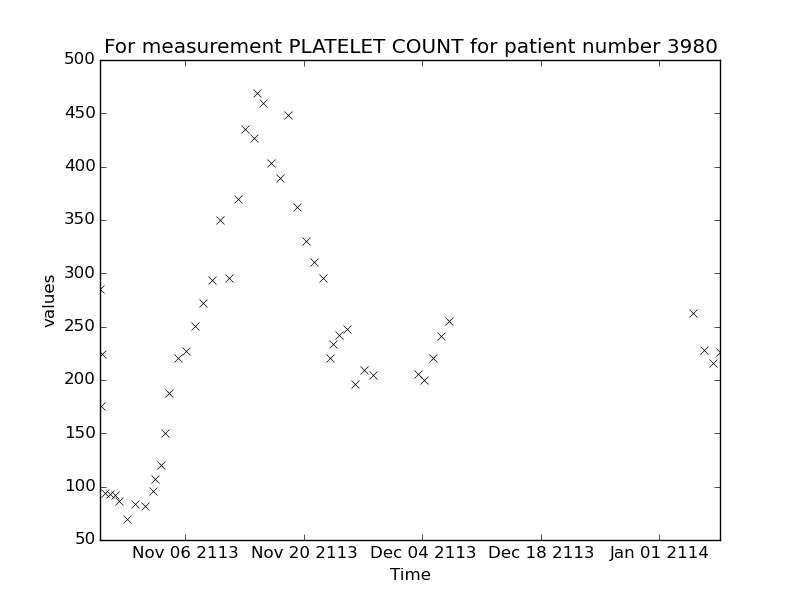 For measurement PLATELET COUNT for patient number 3980
500
450
400
350
300
250
200
150
100
50
values
Nov 06 2113 Nov 20 2113 Dec 04 2113 Dec 18 2113 Jan 01 2114
Time